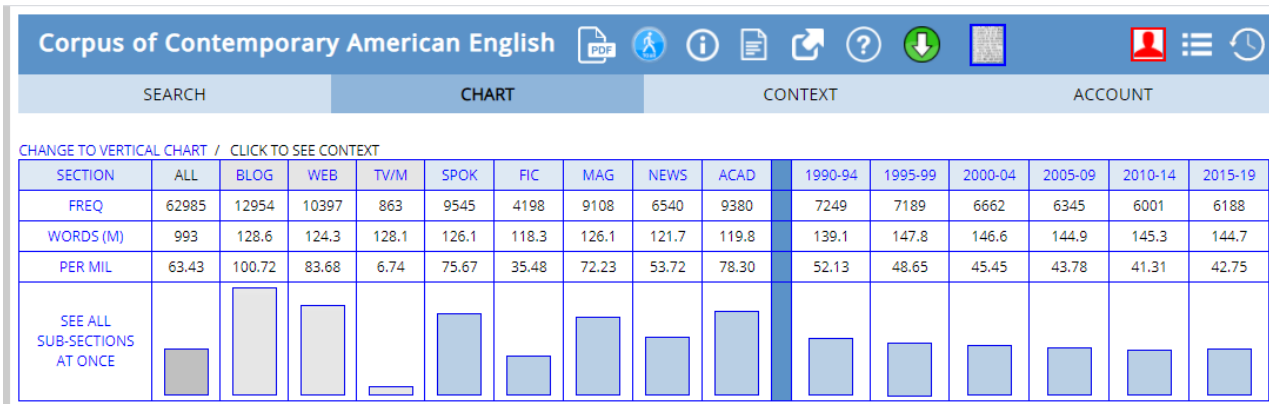 Corpus of Contemporary American English PDF
SEARCH CHART CONTEXT ACCOUNT
CHANGE TO VERTICAL CHART / CLICK TO SEE CONTEXT
SECTION ALL BLOG WEB TV/M SPOK FIC MAG NEWS ACAD 1990-94 1995-99 2000-04 2005-09 2010-14 2015-19
FREQ 62985 12954 10397 863 9545 4198 9108 6540 9380 7249 7189 6662 6345 6001 6188
WORDS (M) 993 128.6 124.3 128.1 126.1 118.3 126.1 121.7 119.8 139.1 147.8 146.6 144.9 145.3 144.7
PER MIL 63.43 100.72 83.68 6.74 75.67 35.48 72.23 53.72 78.30 52.13 48.65 45.45 43.78 41.31 42.75
SEE ALL
SUB-SECTIONS
AT ONCE